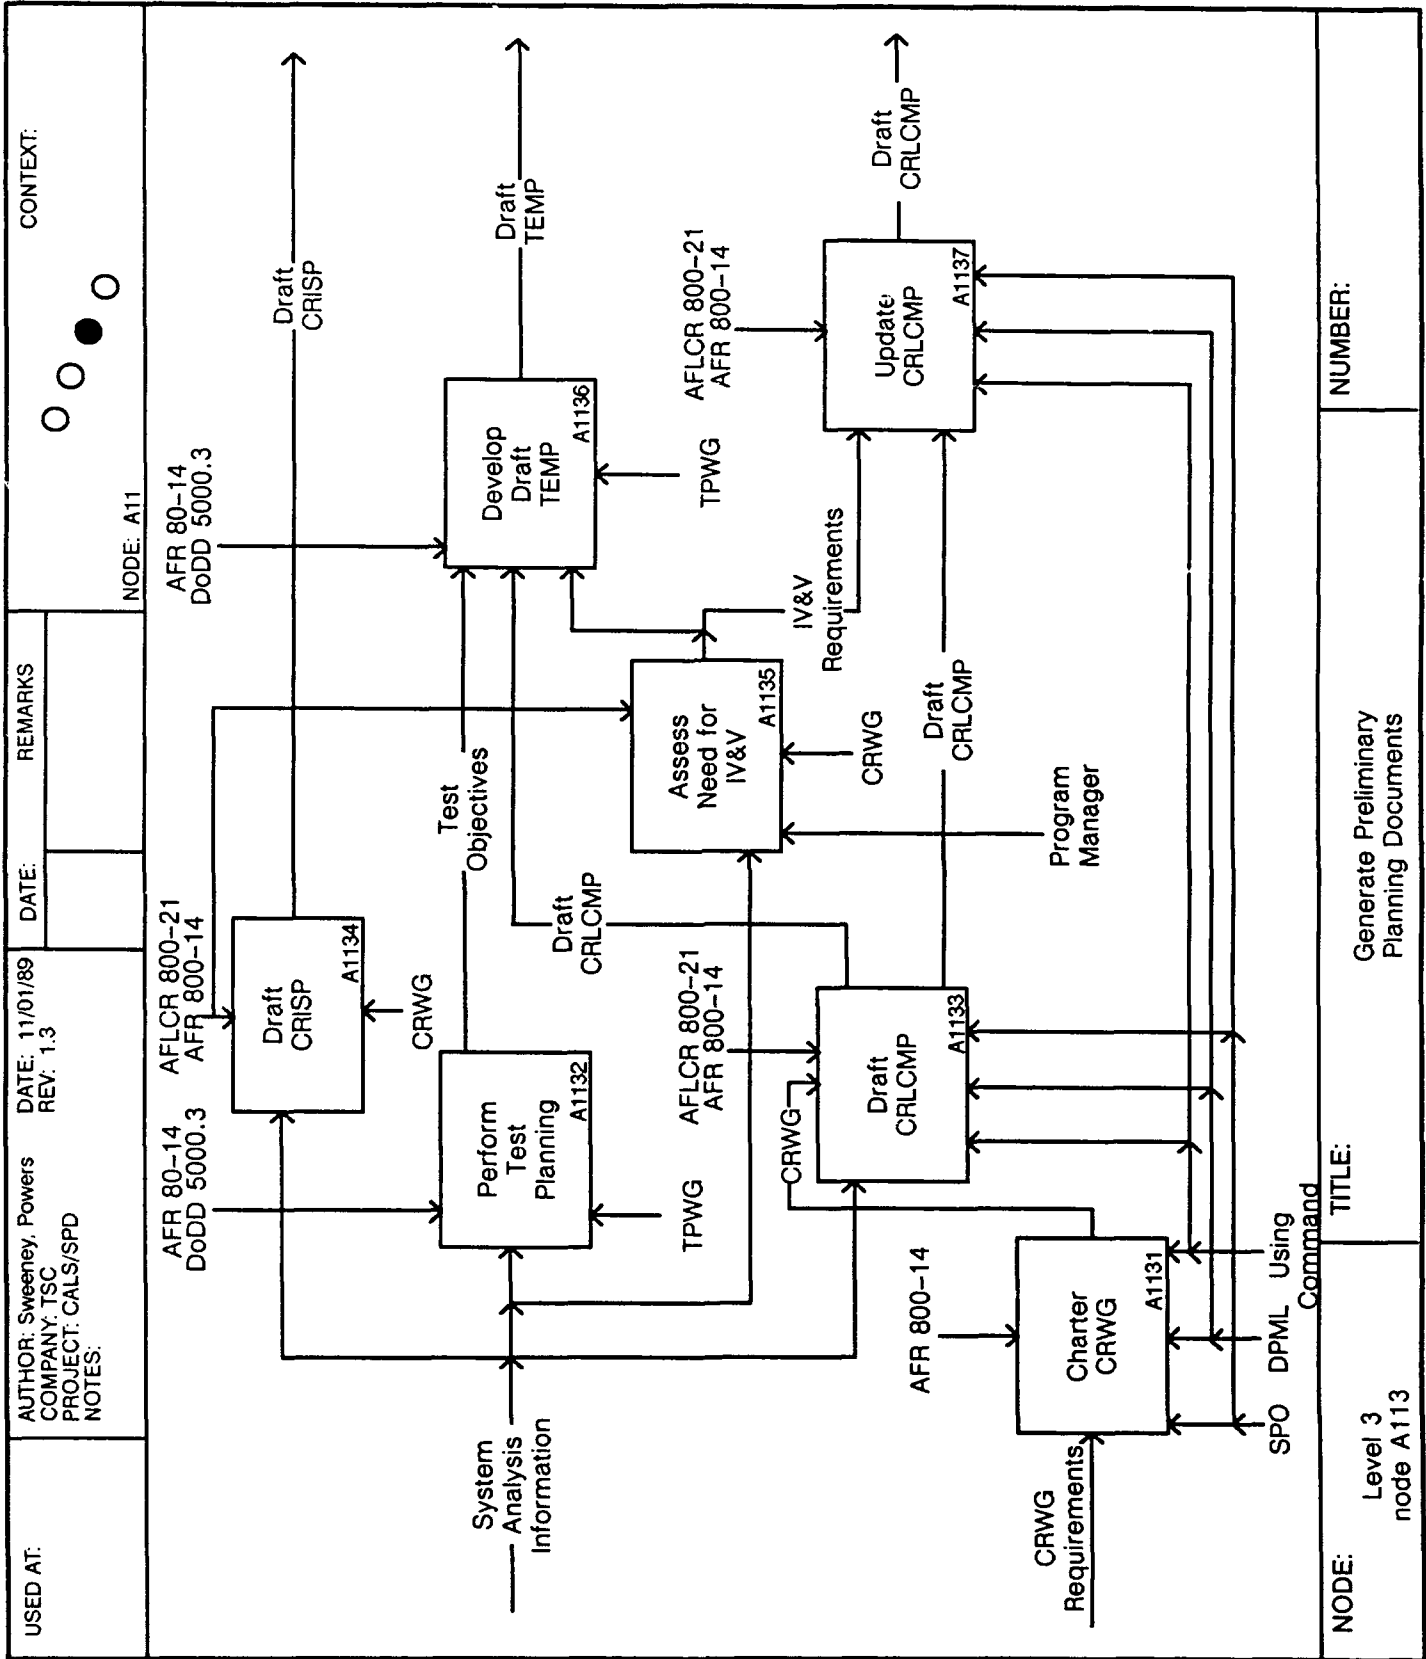 USED AT:
AUTHOR: Sweeney, Powers
COMPANY: TSC
PROJECT: CALS/SPD
NOTES:
DATE: 11/01/89
REV: 1.3
DATE:
REMARKS
NODE: A11
CONTEXT:
AFR 80-14
DoDD 5000.3
AFLCR 800-21
AFR 800-14
AFR 80-14
DoDD 5000.3
Draft
CRISP
A1134
Draft
CRISP
CRWG
System
Analysis
Information
Perform
Test
Planning
A1132
Test
Objectives
Develop
Draft
TEMP
A1136
Draft
TEMP
TPWG
TPWG
Draft
CRLCMP
Assess
Need for
IV&V
A1135
AFLCR 800-21
AFR 800-14
AFLCR 800-21
AFR 800-14
CRWG
CRWG
IV&V
Requirements
Draft
CRLCMP
A1133
Draft
CRLCMP
Update
CRLCMP
A1137
Draft
CRLCMP
AFR 800-14
Program
Manager
CRWG
Requirements
Charter
CRWG
A1131
SPO
DPML
Using
Command
NODE:
Level 3
node A113
TITLE:
Generate Preliminary
Planning Documents
NUMBER: